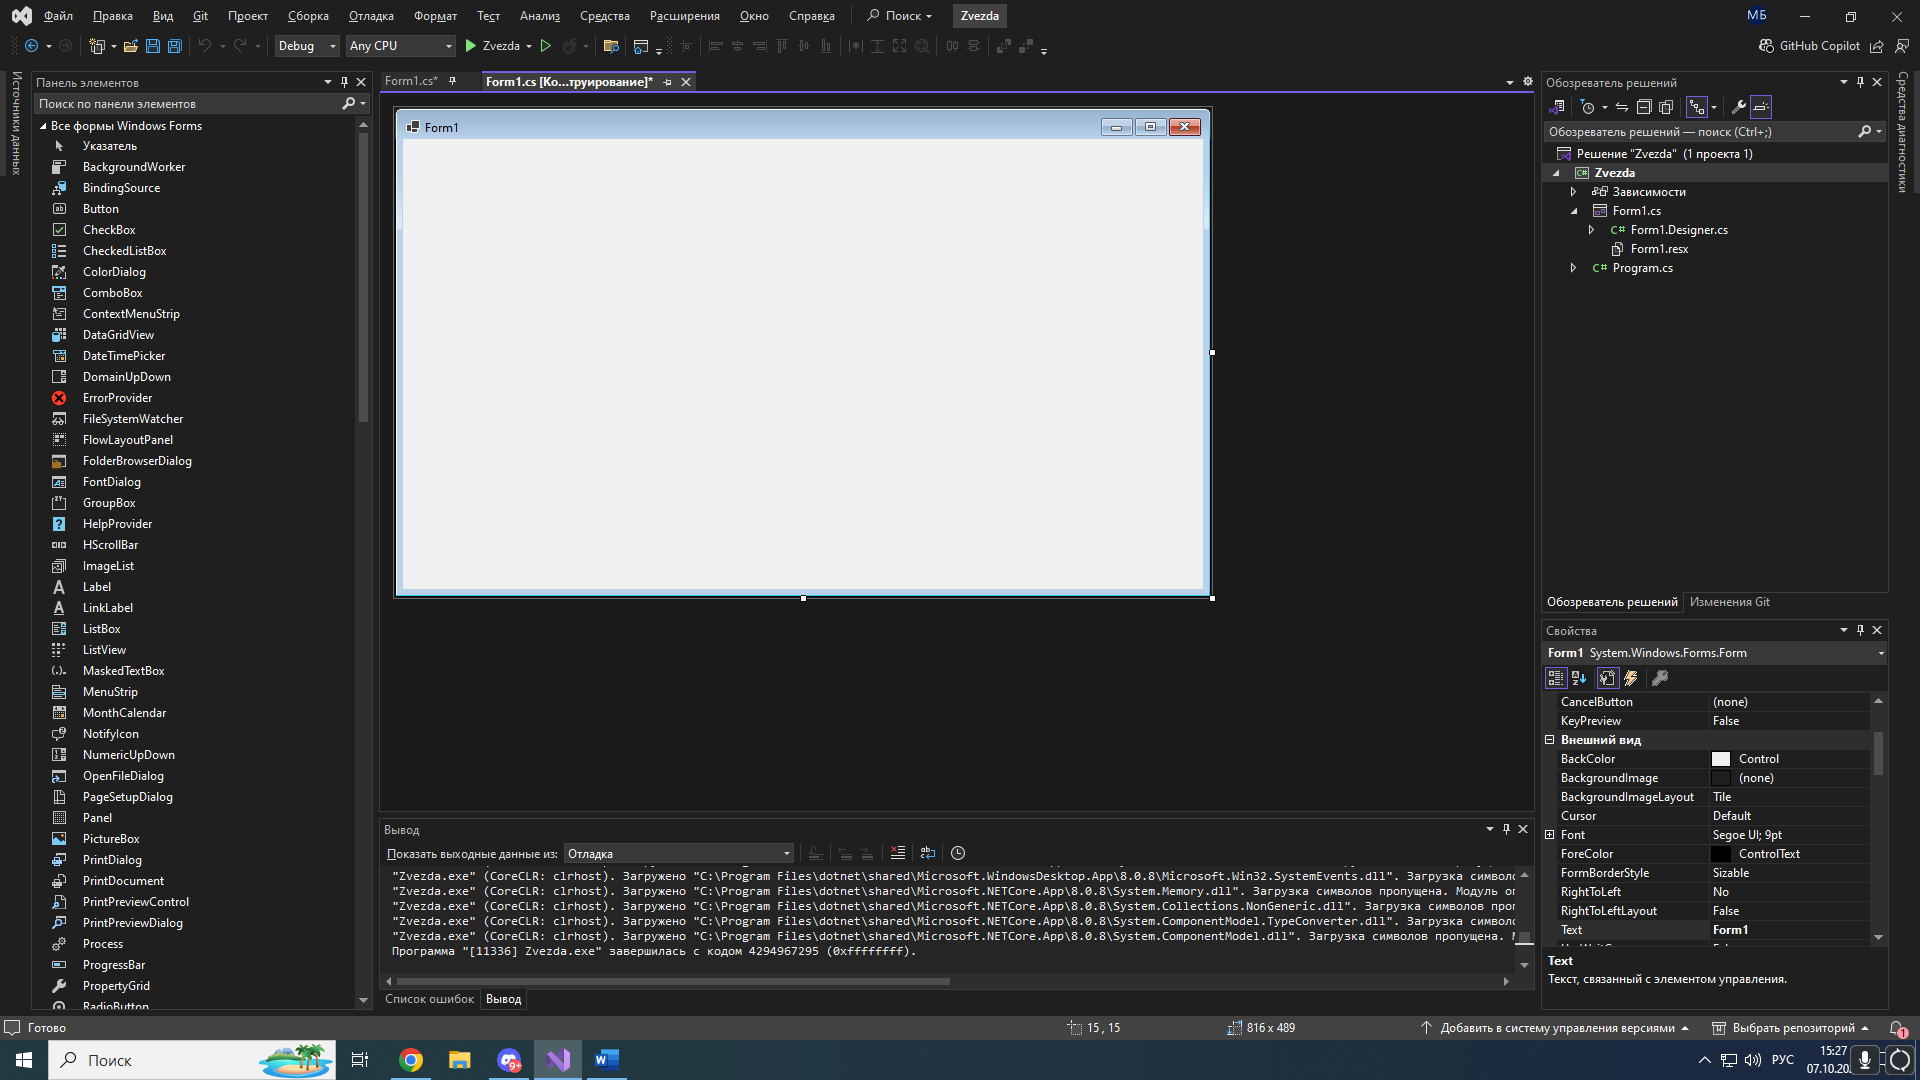 Файл Правка Вид Git Проект Сборка Отладка Формат Тест Анализ Средства Расширения Окно Справка Поиск Zvezda МБ
Debug Any CPU Zvezda GitHub Copilot
Источники данных
Панель элементов
Поиск по панели элементов
Все формы Windows Forms
Указатель
BackgroundWorker
BindingSource
Button
CheckBox
CheckedListBox
ColorDialog
ComboBox
ContextMenuStrip
DataGridView
DateTimePicker
DomainUpDown
ErrorProvider
FileSystemWatcher
FlowLayoutPanel
FolderBrowserDialog
FontDialog
GroupBox
HelpProvider
HScrollBar
ImageList
Label
LinkLabel
ListBox
ListView
MaskedTextBox
MenuStrip
MonthCalendar
NotifyIcon
NumericUpDown
OpenFileDialog
PageSetupDialog
Panel
PictureBox
PrintDialog
PrintDocument
PrintPreviewControl
PrintPreviewDialog
Process
ProgressBar
PropertyGrid
RadioButton
Form1.cs* Form1.cs [Ко...труирование]*
Form1
Вывод
Показать выходные данные из: Отладка
"Zvezda.exe" (CoreCLR: clrhost). Загружено "C:\Program Files\dotnet\shared\Microsoft.WindowsDesktop.App\8.0.8\Microsoft.Win32.SystemEvents.dll". Загрузка символо
"Zvezda.exe" (CoreCLR: clrhost). Загружено "C:\Program Files\dotnet\shared\Microsoft.NETCore.App\8.0.8\System.Memory.dll". Загрузка символов пропущена. Модуль оп
"Zvezda.exe" (CoreCLR: clrhost). Загружено "C:\Program Files\dotnet\shared\Microsoft.NETCore.App\8.0.8\System.Collections.NonGeneric.dll". Загрузка символов про
"Zvezda.exe" (CoreCLR: clrhost). Загружено "C:\Program Files\dotnet\shared\Microsoft.NETCore.App\8.0.8\System.ComponentModel.TypeConverter.dll". Загрузка символо
"Zvezda.exe" (CoreCLR: clrhost). Загружено "C:\Program Files\dotnet\shared\Microsoft.NETCore.App\8.0.8\System.ComponentModel.dll". Загрузка символов пропущена.
Программа "[11336] Zvezda.exe" завершилась с кодом 4294967295 (0xffffffff).
Список ошибок Вывод
Обозреватель решений
Обозреватель решений — поиск (Ctrl+;)
Решение "Zvezda" (1 проекта 1)
Zvezda
Зависимости
Form1.cs
Form1.Designer.cs
Form1.resx
Program.cs
Обозреватель решений Изменения Git
Средства диагностики
Свойства
Form1 System.Windows.Forms.Form
CancelButton (none)
KeyPreview False
Внешний вид
BackColor Control
BackgroundImage (none)
BackgroundImageLayout Tile
Cursor Default
Font Segoe UI; 9pt
ForeColor ControlText
FormBorderStyle Sizable
RightToLeft No
RightToLeftLayout False
Text Form1
Text
Текст, связанный с элементом управления.
Готово 15 , 15 816 x 489 Добавить в систему управления версиями Выбрать репозиторий 1
Поиск 9+ РУС 15:27
07.10.20